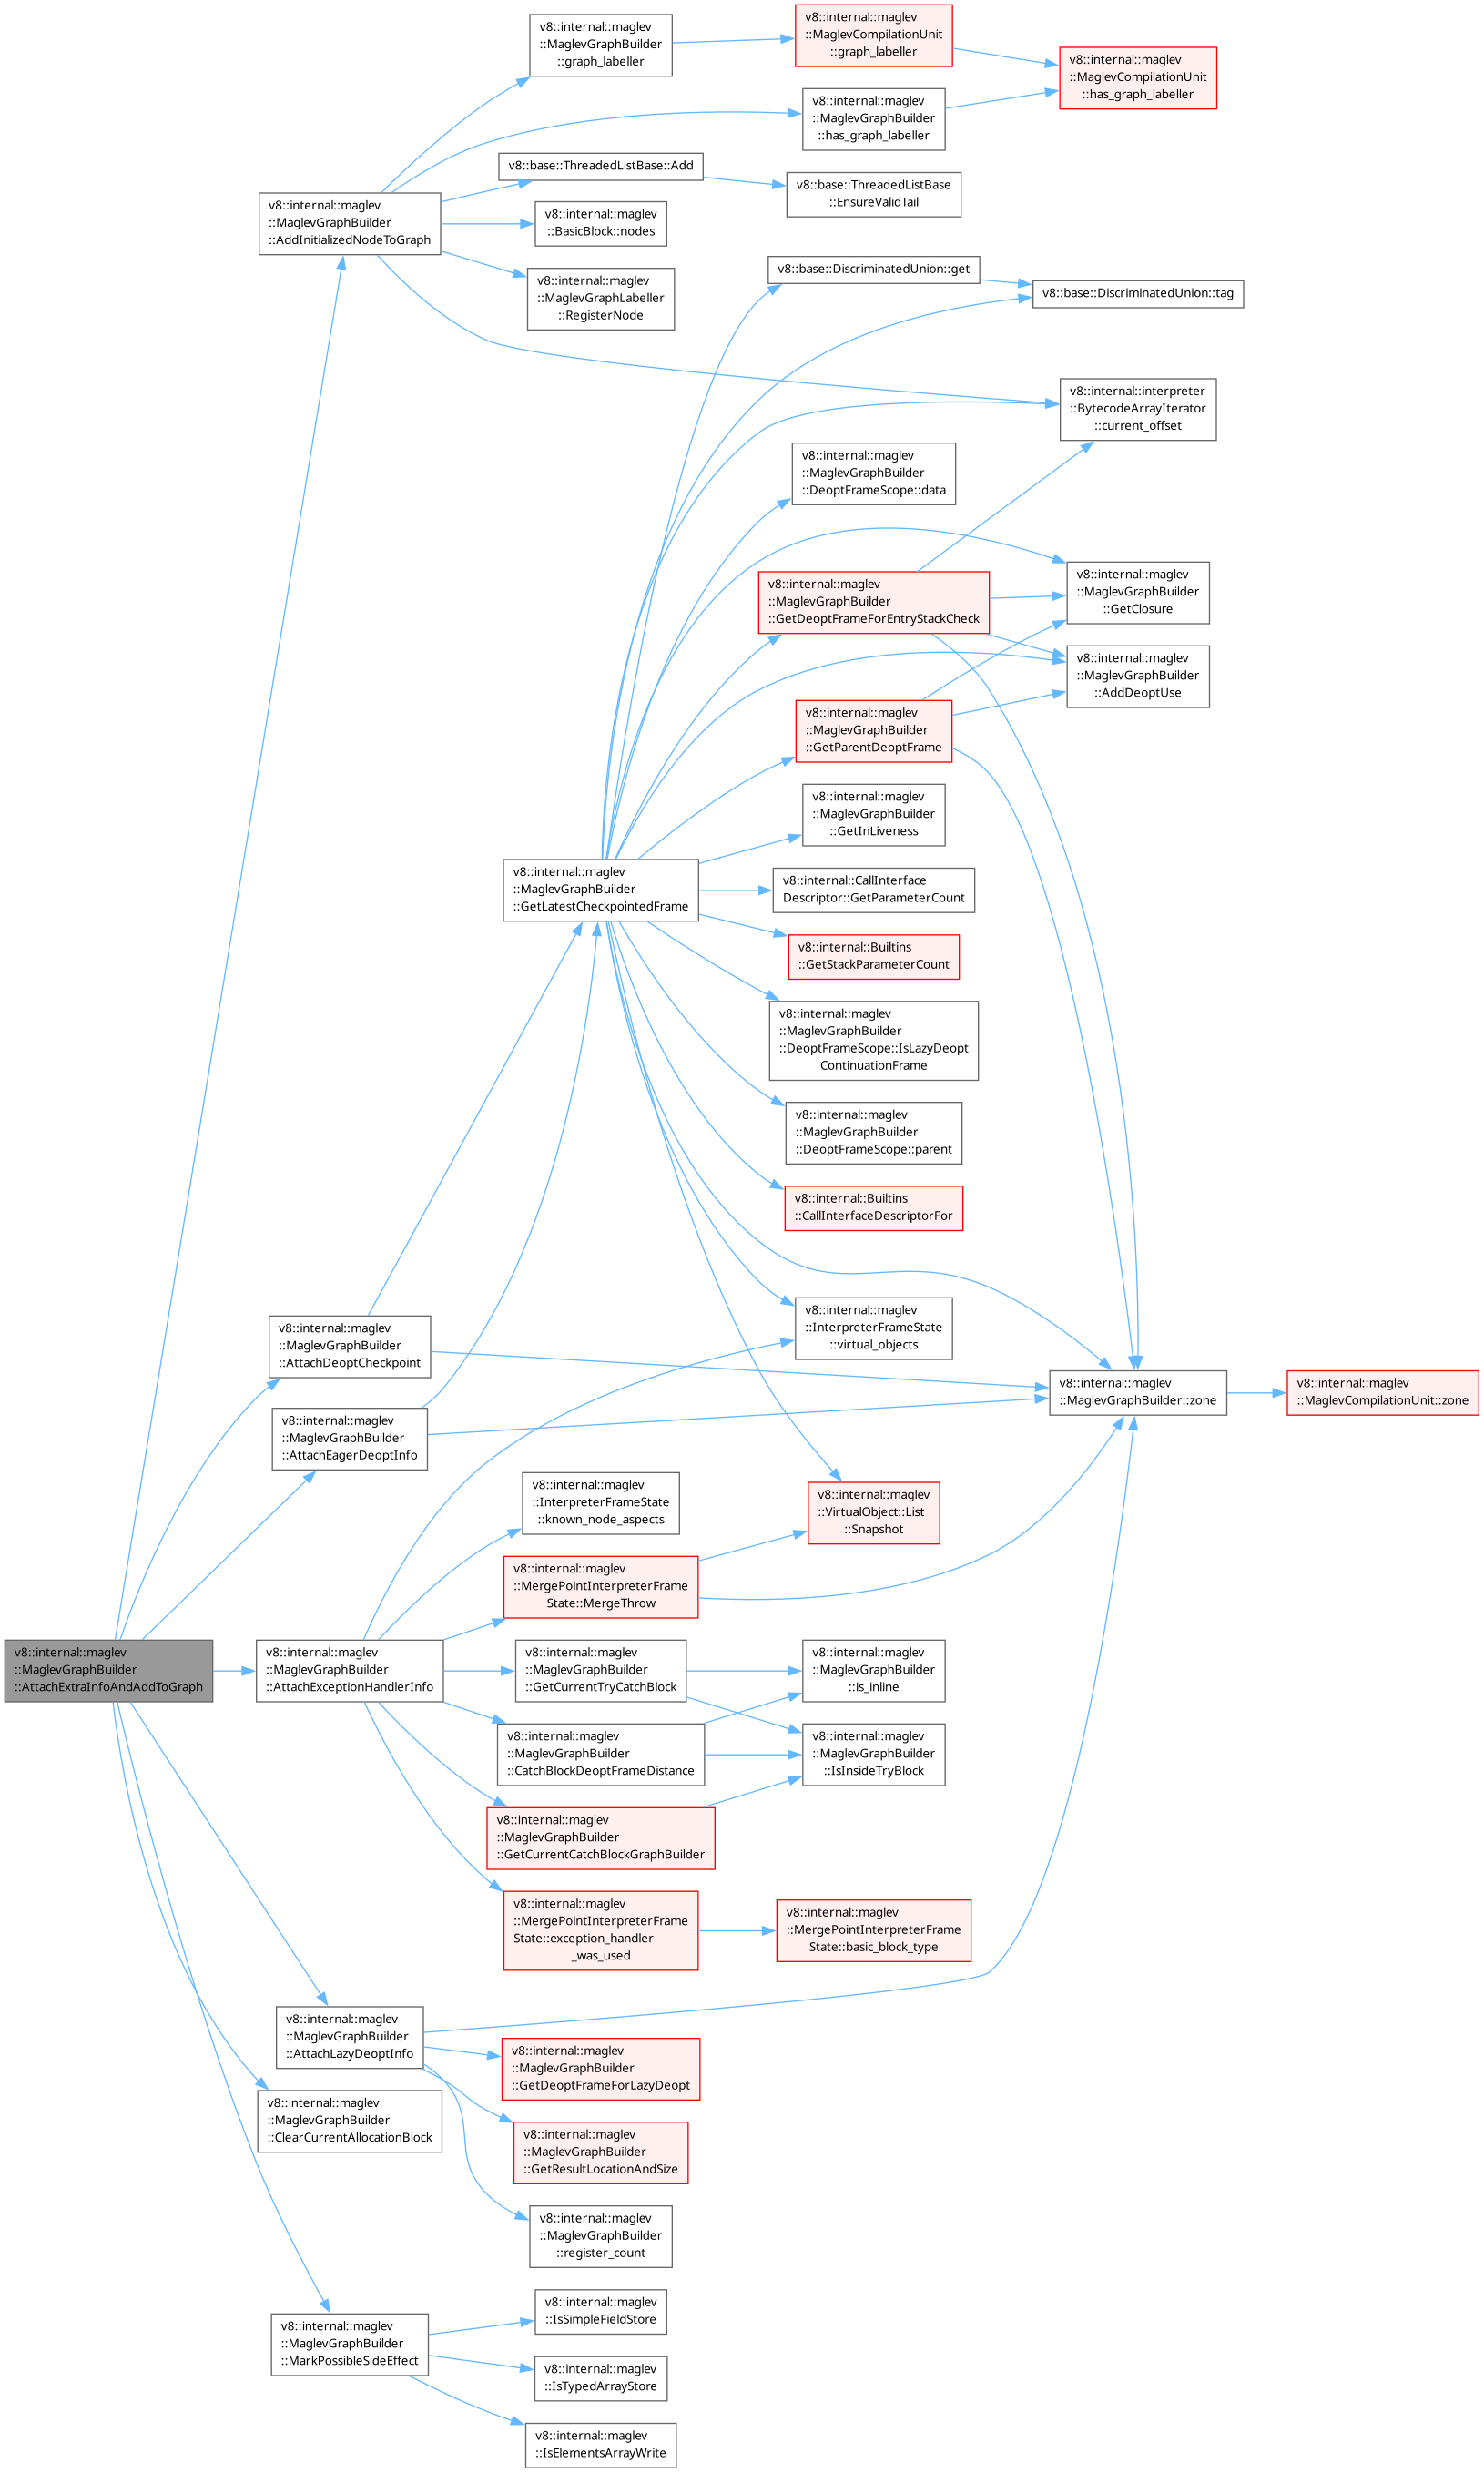 v8::internal::maglev
::MaglevGraphBuilder
::graph_labeller
v8::internal::maglev
::MaglevCompilationUnit
::graph_labeller
v8::internal::maglev
::MaglevCompilationUnit
::has_graph_labeller
v8::internal::maglev
::MaglevGraphBuilder
::has_graph_labeller
v8::base::ThreadedListBase::Add
v8::base::ThreadedListBase
::EnsureValidTail
v8::internal::maglev
::MaglevGraphBuilder
::AddInitializedNodeToGraph
v8::internal::maglev
::BasicBlock::nodes
v8::internal::maglev
::MaglevGraphLabeller
::RegisterNode
v8::base::DiscriminatedUnion::get
v8::base::DiscriminatedUnion::tag
v8::internal::interpreter
::BytecodeArrayIterator
::current_offset
v8::internal::maglev
::MaglevGraphBuilder
::DeoptFrameScope::data
v8::internal::maglev
::MaglevGraphBuilder
::GetDeoptFrameForEntryStackCheck
v8::internal::maglev
::MaglevGraphBuilder
::GetClosure
v8::internal::maglev
::MaglevGraphBuilder
::AddDeoptUse
v8::internal::maglev
::MaglevGraphBuilder
::GetParentDeoptFrame
v8::internal::maglev
::MaglevGraphBuilder
::GetInLiveness
v8::internal::maglev
::MaglevGraphBuilder
::GetLatestCheckpointedFrame
v8::internal::CallInterface
Descriptor::GetParameterCount
v8::internal::Builtins
::GetStackParameterCount
v8::internal::maglev
::MaglevGraphBuilder
::DeoptFrameScope::IsLazyDeopt
ContinuationFrame
v8::internal::maglev
::MaglevGraphBuilder
::DeoptFrameScope::parent
v8::internal::Builtins
::CallInterfaceDescriptorFor
v8::internal::maglev
::InterpreterFrameState
::virtual_objects
v8::internal::maglev
::MaglevGraphBuilder
::AttachDeoptCheckpoint
v8::internal::maglev
::MaglevGraphBuilder::zone
v8::internal::maglev
::MaglevCompilationUnit::zone
v8::internal::maglev
::MaglevGraphBuilder
::AttachEagerDeoptInfo
v8::internal::maglev
::InterpreterFrameState
::known_node_aspects
v8::internal::maglev
::VirtualObject::List
::Snapshot
v8::internal::maglev
::MergePointInterpreterFrame
State::MergeThrow
v8::internal::maglev
::MaglevGraphBuilder
::AttachExtraInfoAndAddToGraph
v8::internal::maglev
::MaglevGraphBuilder
::AttachExceptionHandlerInfo
v8::internal::maglev
::MaglevGraphBuilder
::GetCurrentTryCatchBlock
v8::internal::maglev
::MaglevGraphBuilder
::is_inline
v8::internal::maglev
::MaglevGraphBuilder
::CatchBlockDeoptFrameDistance
v8::internal::maglev
::MaglevGraphBuilder
::IsInsideTryBlock
v8::internal::maglev
::MaglevGraphBuilder
::GetCurrentCatchBlockGraphBuilder
v8::internal::maglev
::MergePointInterpreterFrame
State::exception_handler
_was_used
v8::internal::maglev
::MergePointInterpreterFrame
State::basic_block_type
v8::internal::maglev
::MaglevGraphBuilder
::AttachLazyDeoptInfo
v8::internal::maglev
::MaglevGraphBuilder
::GetDeoptFrameForLazyDeopt
v8::internal::maglev
::MaglevGraphBuilder
::ClearCurrentAllocationBlock
v8::internal::maglev
::MaglevGraphBuilder
::GetResultLocationAndSize
v8::internal::maglev
::MaglevGraphBuilder
::register_count
v8::internal::maglev
::MaglevGraphBuilder
::MarkPossibleSideEffect
v8::internal::maglev
::IsSimpleFieldStore
v8::internal::maglev
::IsTypedArrayStore
v8::internal::maglev
::IsElementsArrayWrite